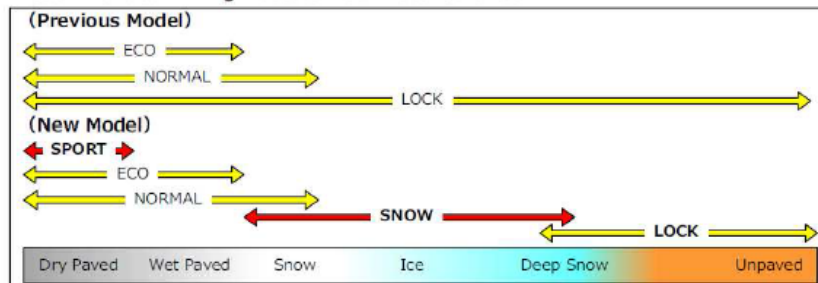 (Previous Model)
ECO
NORMAL
LOCK
(New Model)
SPORT
ECO
NORMAL
SNOW
LOCK
Dry Paved Wet Paved Snow Ice Deep Snow Unpaved